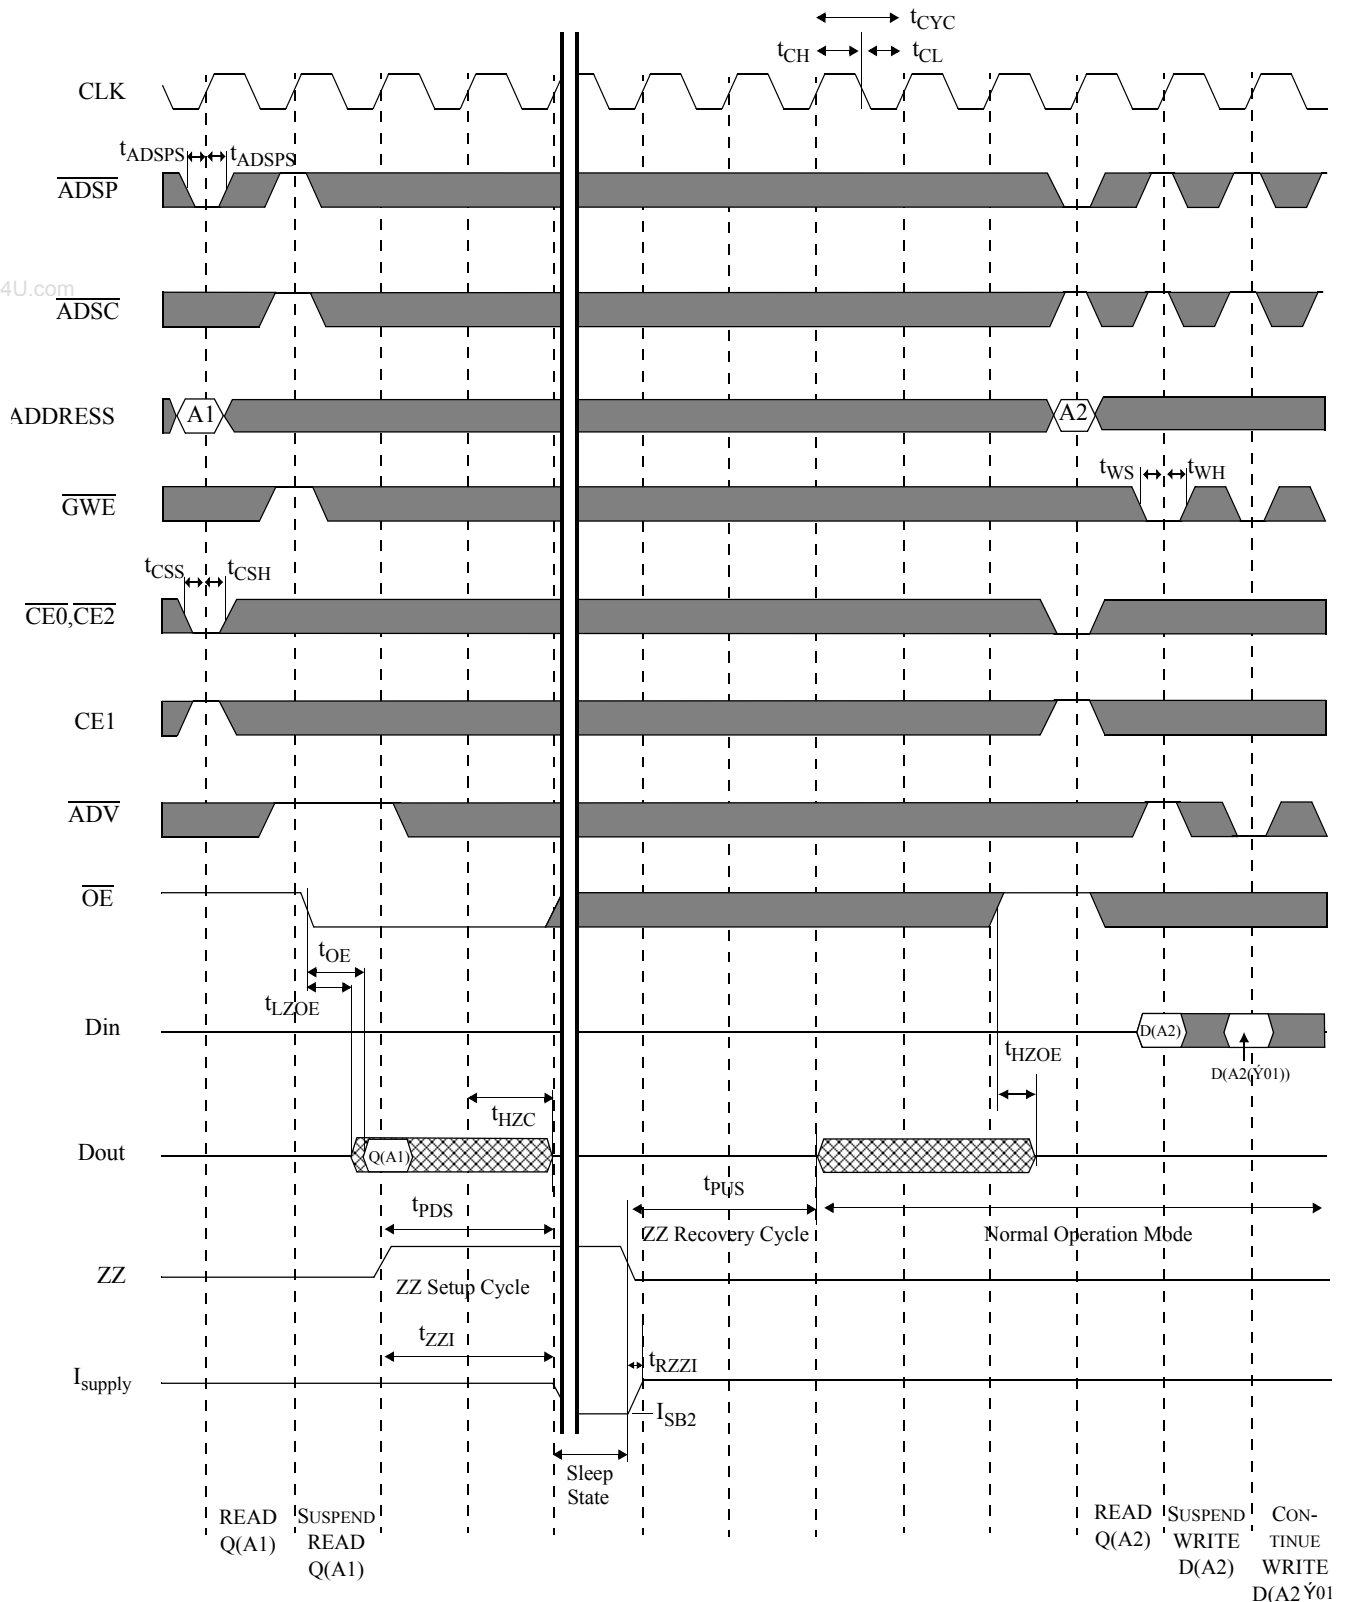 tCYC
tCH
tCL
CLK
tADSPS
tADSPS
ADSP
4U.com
ADSC
ADDRESS
A1
A2
tWS
tWH
GWE
tCSS
tCSH
CE0,CE2
CE1
ADV
OE
tOE
tLZOE
Din
D(A2)
tHZOE
D(A2(Ý01))
tHZC
Dout
Q(A1)
tPUS
tPDS
ZZ Recovery Cycle
Normal Operation Mode
ZZ
ZZ Setup Cycle
tZZI
tRZZI
Isupply
ISB2
Sleep
State
READ
Q(A1)
SUSPEND
READ
Q(A1)
READ
Q(A2)
SUSPEND
WRITE
D(A2)
CON-
TINUE
WRITE
D(A2Ý01